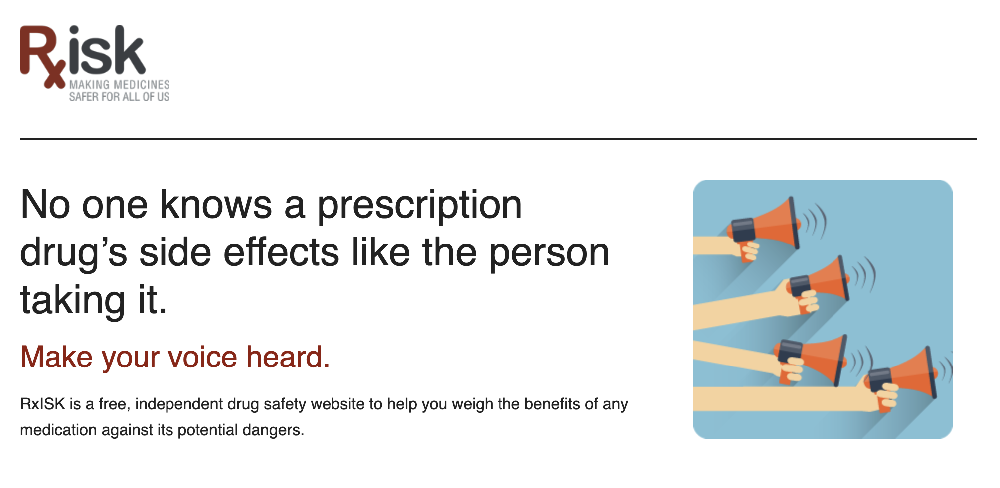 Rxisk
MAKING MEDICINES
SAFER FOR ALL OF US
No one knows a prescription
drug’s side effects like the person
taking it.
Make your voice heard.
RxISK is a free, independent drug safety website to help you weigh the benefits of any
medication against its potential dangers.